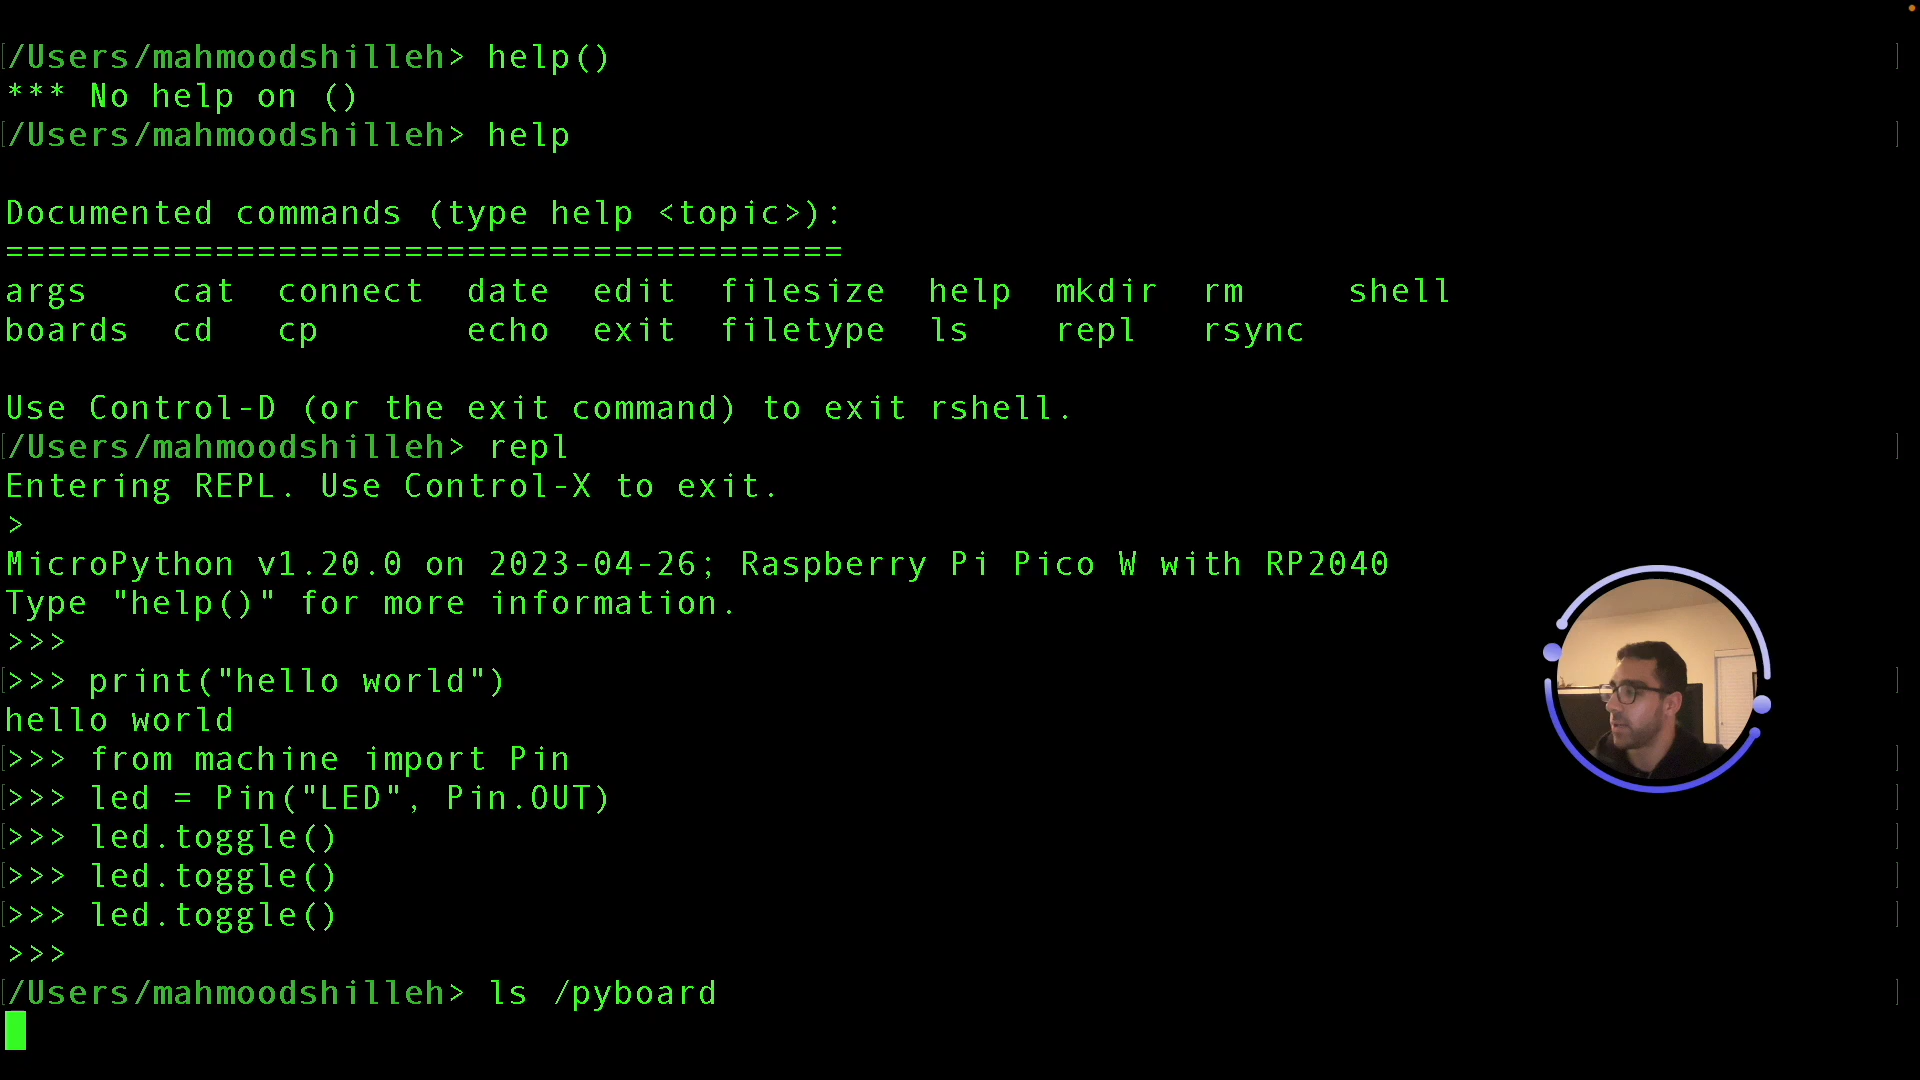 /Users/mahmoodshilleh> help()
*** No help on ()
/Users/mahmoodshilleh> help
Documented commands (type help <topic>):
========================================
args    cat  connect  date  edit  filesize  help  mkdir  rm     shell
boards  cd   cp       echo  exit  filetype  ls    repl   rsync
Use Control-D (or the exit command) to exit rshell.
/Users/mahmoodshilleh> repl
Entering REPL. Use Control-X to exit.
>
MicroPython v1.20.0 on 2023-04-26; Raspberry Pi Pico W with RP2040
Type "help()" for more information.
>>>
>>> print("hello world")
hello world
>>> from machine import Pin
>>> led = Pin("LED", Pin.OUT)
>>> led.toggle()
>>> led.toggle()
>>> led.toggle()
>>>
/Users/mahmoodshilleh> ls /pyboard